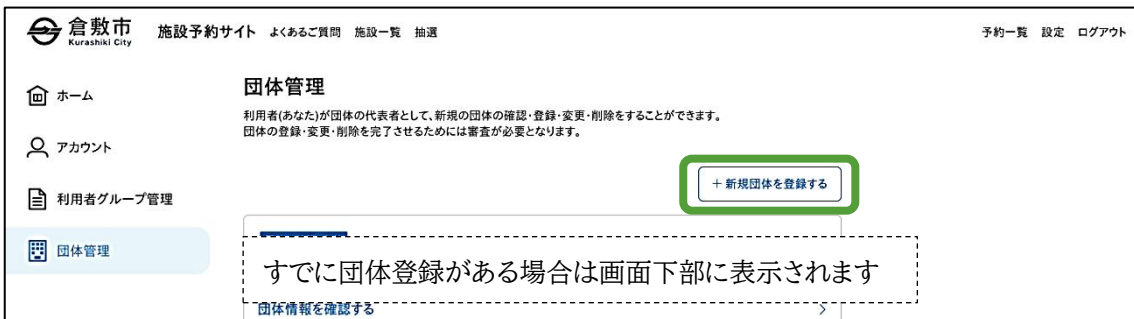 倉敷市
Kurashiki City
施設予約サイト よくあるご質問 施設一覧 抽選
予約一覧 設定 ログアウト
ホーム
アカウント
利用者グループ管理
団体管理
団体管理
利用者(あなた)が団体の代表者として、新規の団体の確認・登録・変更・削除をすることができます。
団体の登録・変更・削除を完了させるためには審査が必要となります。
＋新規団体を登録する
すでに団体登録がある場合は画面下部に表示されます
団体情報を確認する